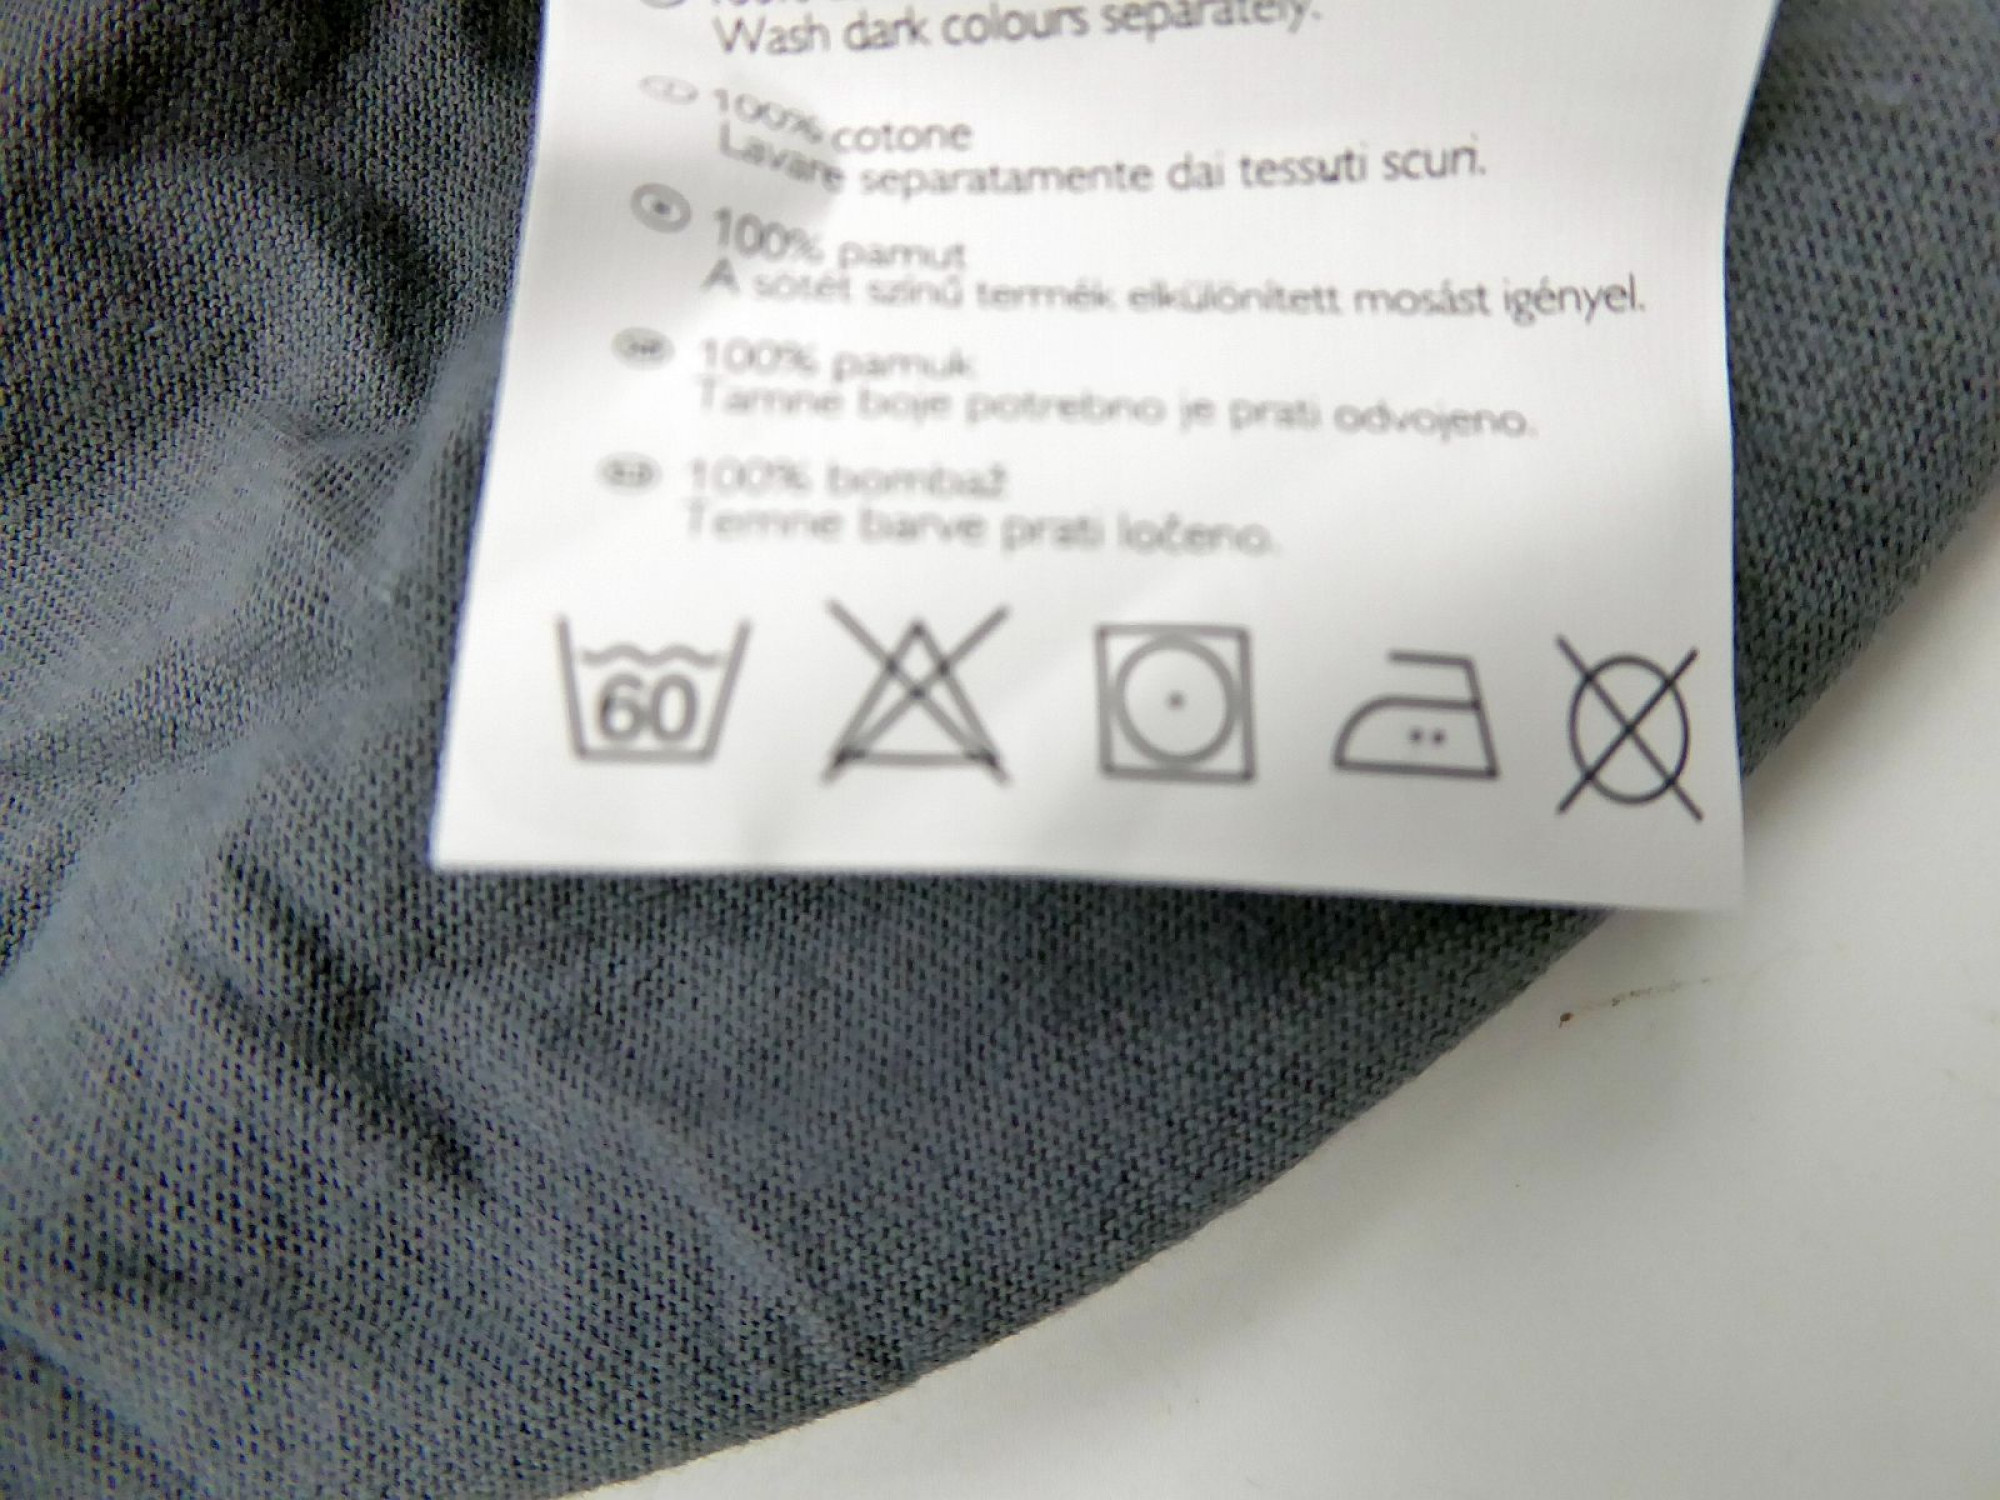 Wash dark colours separately.
100% cotone
Lavare separatamente dai tessuti scuri.
100% pamut
A sötét színű termék elkülönített mosást igényel.
100% pamuk
Tamne boje potrebno je prati odvojeno.
100% bombaž
Temne barve prati ločeno.
60